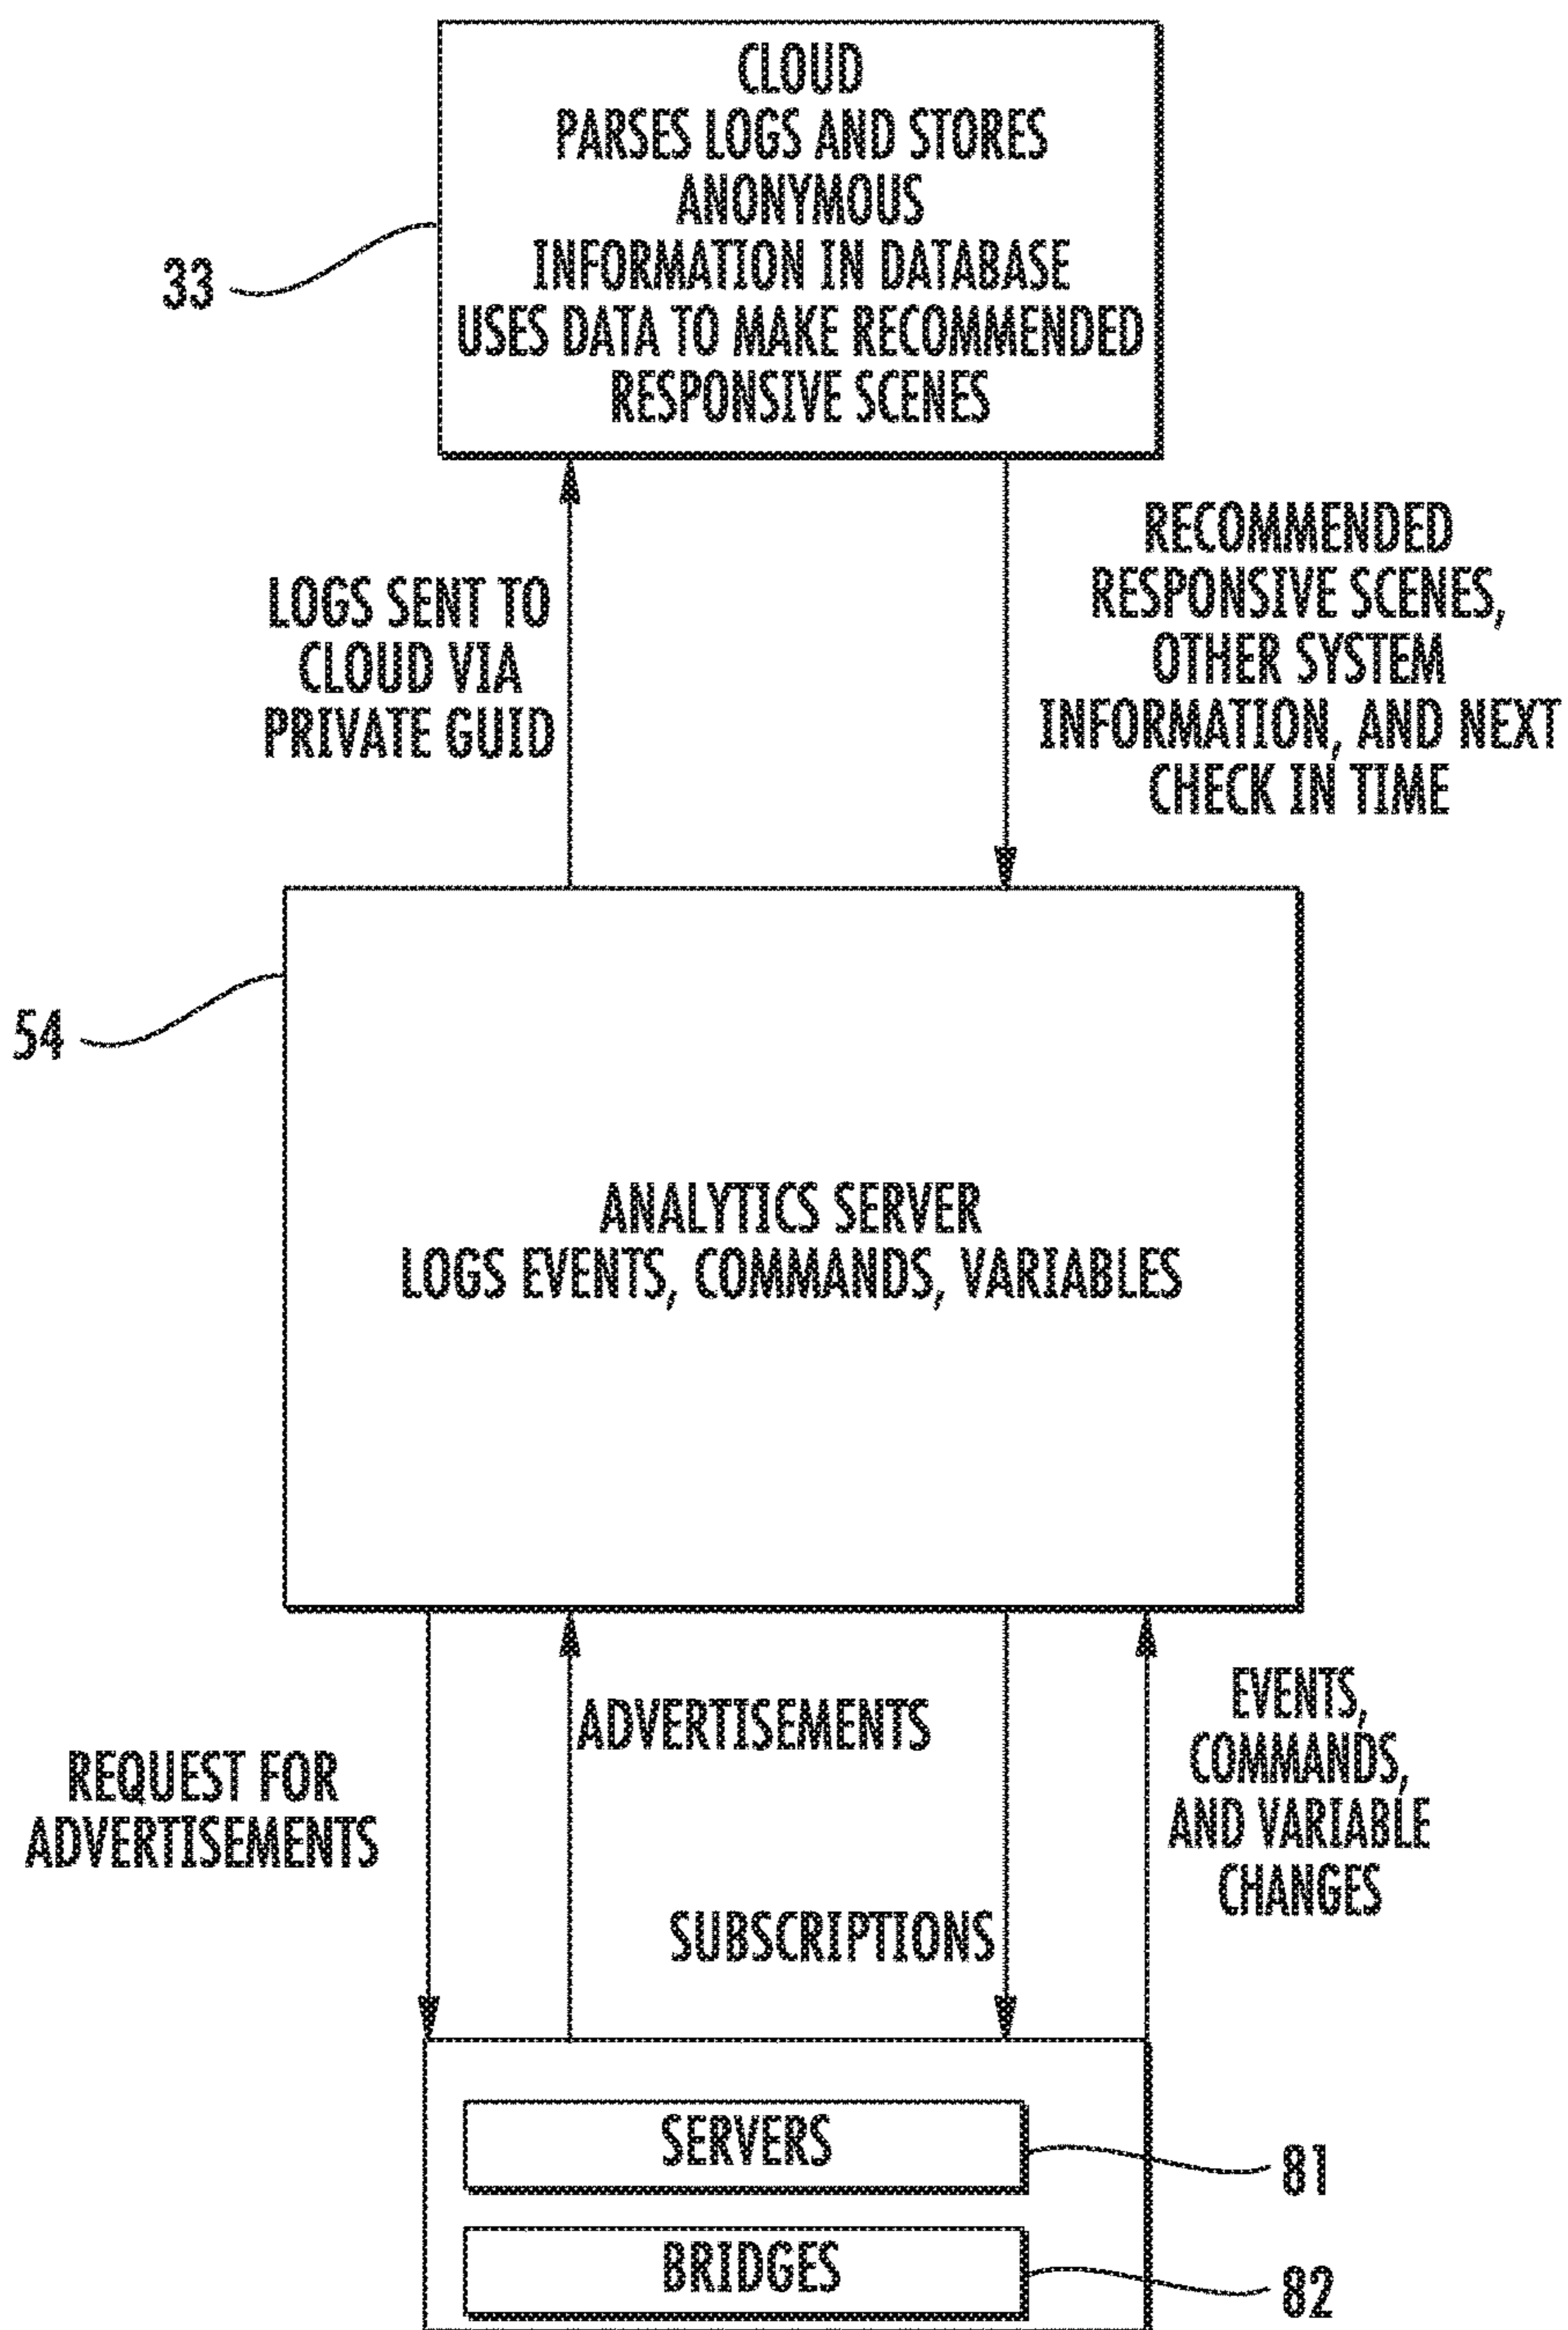 CLOUD
PARSES LOGS AND STORES
ANONYMOUS
INFORMATION IN DATABASE
USES DATA TO MAKE RECOMMENDED
RESPONSIVE SCENES
33
LOGS SENT TO
CLOUD VIA
PRIVATE GUID
RECOMMENDED
RESPONSIVE SCENES,
OTHER SYSTEM
INFORMATION, AND NEXT
CHECK IN TIME
54
ANALYTICS SERVER
LOGS EVENTS, COMMANDS, VARIABLES
REQUEST FOR
ADVERTISEMENTS
ADVERTISEMENTS
SUBSCRIPTIONS
EVENTS,
COMMANDS,
AND VARIABLE
CHANGES
SERVERS
81
BRIDGES
82